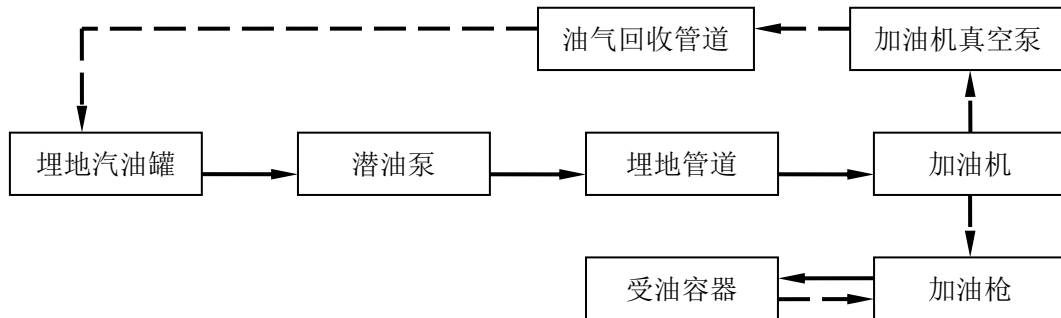 油气回收管道
加油机真空泵
埋地汽油罐
潜油泵
埋地管道
加油机
受油容器
加油枪